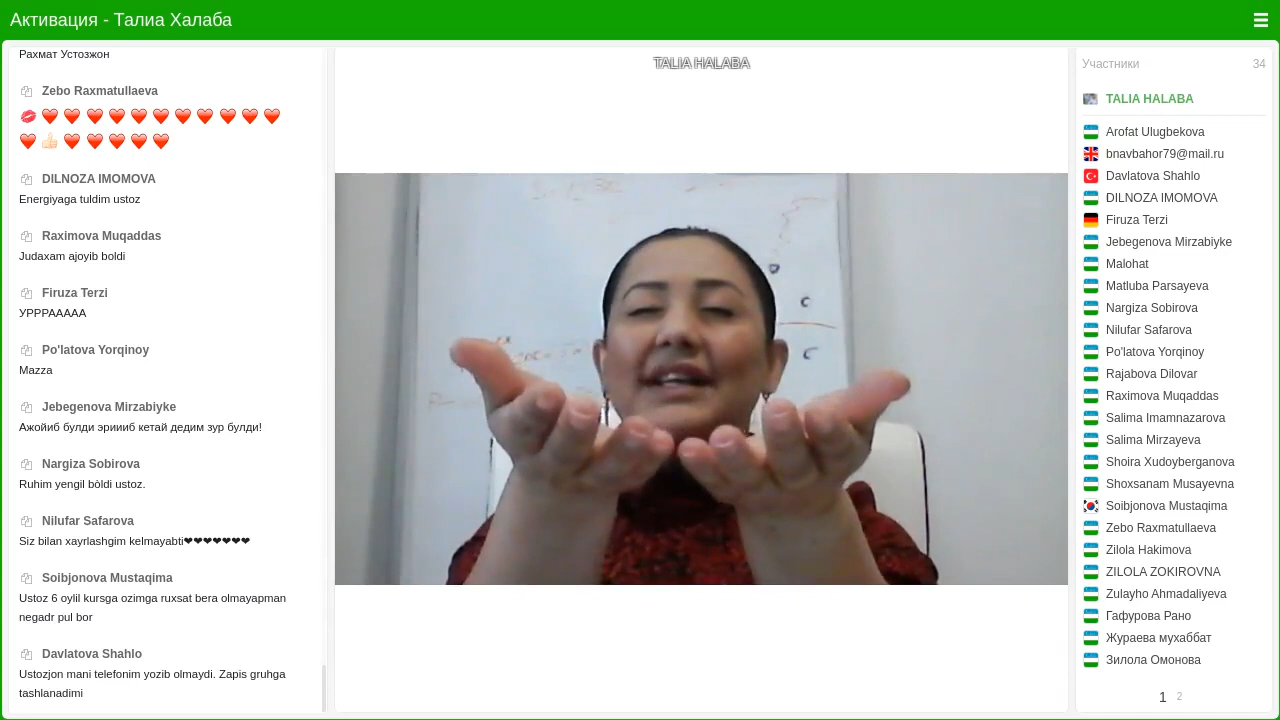 Активация - Талиа Халаба
Рахмат Устозжон
Zebo Raxmatullaeva
💋❤️❤️❤️❤️❤️❤️❤️❤️❤️❤️❤️
❤️👍🏻❤️❤️❤️❤️❤️
DILNOZA IMOMOVA
Energiyaga tuldim ustoz
Raximova Muqaddas
Judaxam ajoyib boldi
Firuza Terzi
УРРРААААА
Po'latova Yorqinoy
Mazza
Jebegenova Mirzabiyke
Ажойиб булди эриииб кетай дедим зур булди!
Nargiza Sobirova
Ruhim yengil bòldi ustoz.
Nilufar Safarova
Siz bilan xayrlashgim kelmayabti❤❤❤❤❤❤❤
Soibjonova Mustaqima
Ustoz 6 oylil kursga ozimga ruxsat bera olmayapman
negadr pul bor
Davlatova Shahlo
Ustozjon mani telefonim yozib olmaydi. Zapis gruhga
tashlanadimi
TALIA HALABA
C
C
Участники 34
TALIA HALABA
Arofat Ulugbekova
bnavbahor79@mail.ru
Davlatova Shahlo
DILNOZA IMOMOVA
Firuza Terzi
Jebegenova Mirzabiyke
Malohat
Matluba Parsayeva
Nargiza Sobirova
Nilufar Safarova
Po'latova Yorqinoy
Rajabova Dilovar
Raximova Muqaddas
Salima Imamnazarova
Salima Mirzayeva
Shoira Xudoyberganova
Shoxsanam Musayevna
Soibjonova Mustaqima
Zebo Raxmatullaeva
Zilola Hakimova
ZILOLA ZOKIROVNA
Zulayho Ahmadaliyeva
Гафурова Рано
Жураева мухаббат
Зилола Омонова
1 2